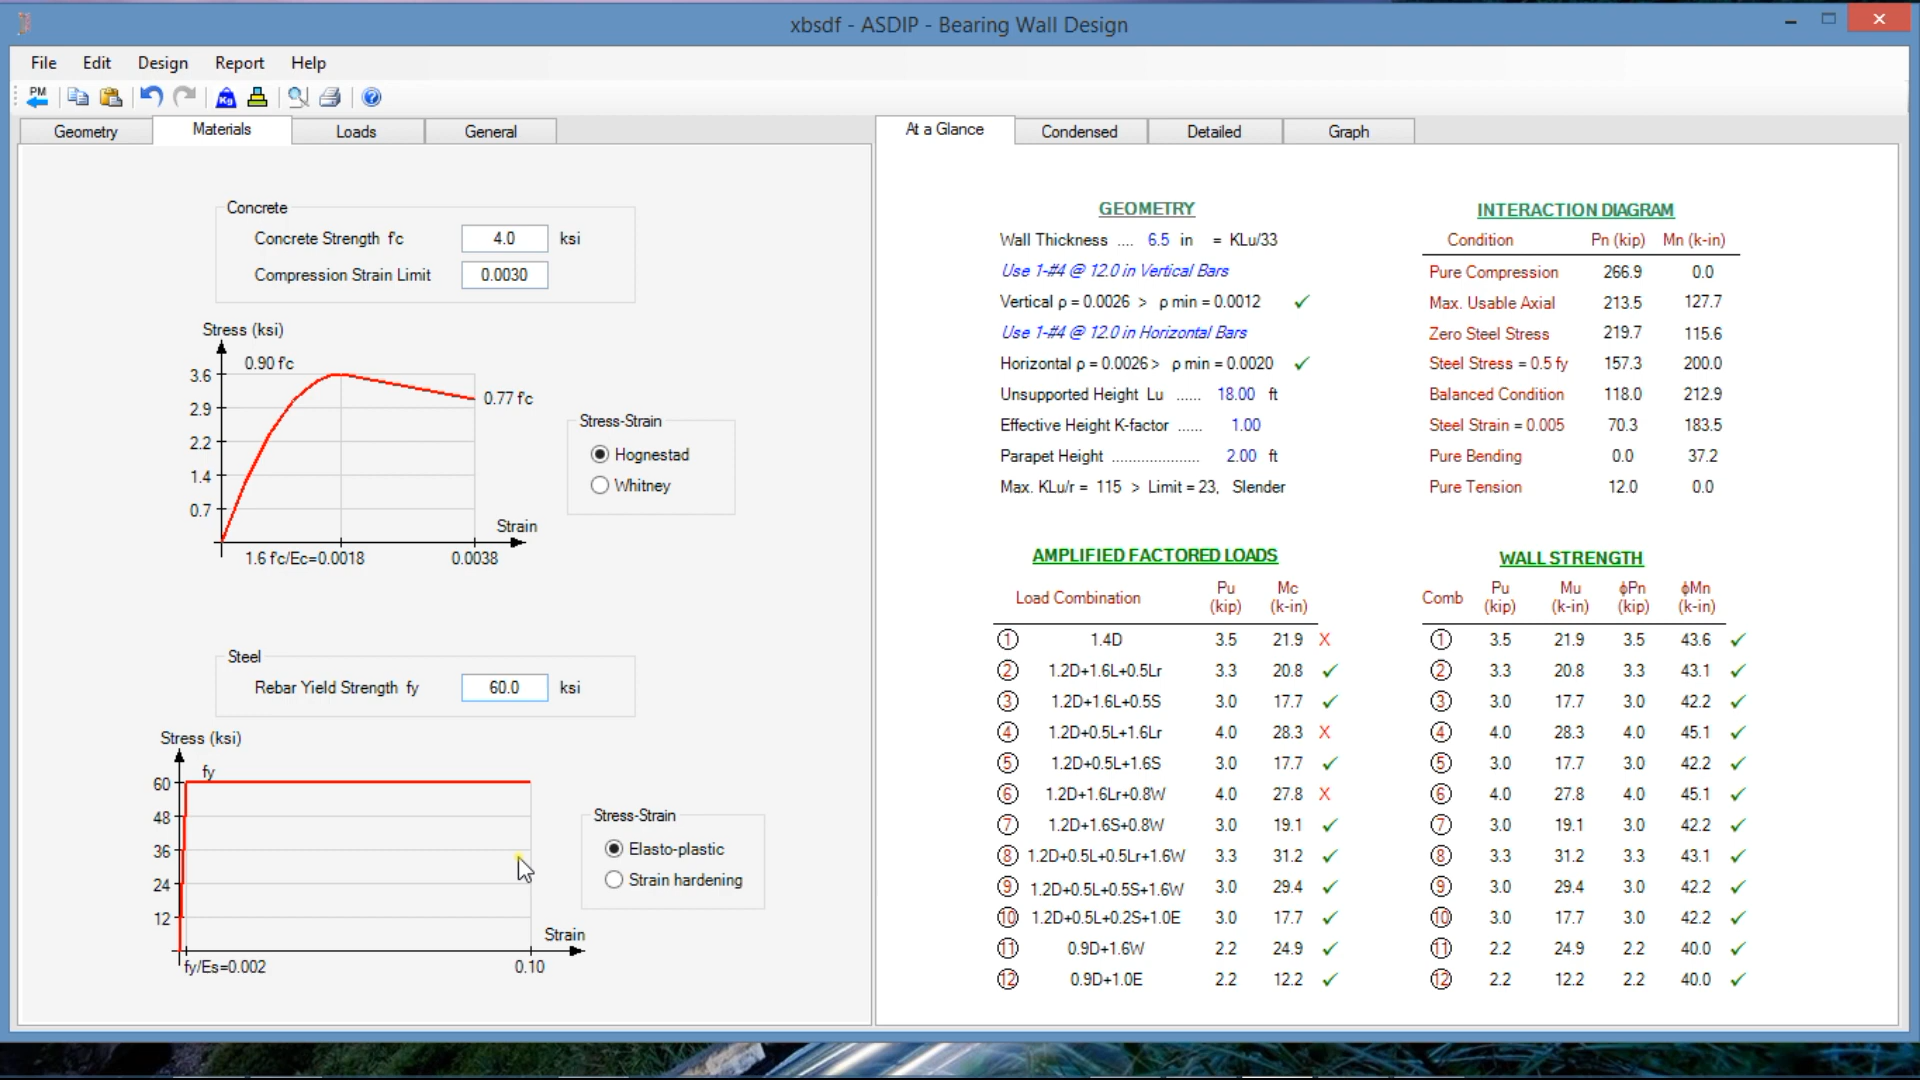 xbsdf - ASDIP - Bearing Wall Design
File Edit Design Report Help
PM Kg ?
Geometry Materials Loads General
At a Glance Condensed Detailed Graph
Concrete
Concrete Strength f'c 4.0 ksi
Compression Strain Limit 0.0030
Stress (ksi)
0.90 f'c
3.6
0.77 f'c
2.9
2.2
1.4
0.7
Strain
1.6 f'c/Ec=0.0018 0.0038
Stress-Strain
Hognestad
Whitney
Steel
Rebar Yield Strength fy 60.0 ksi
Stress (ksi)
fy
60
48
36
24
12
Strain
fy/Es=0.002 0.10
Stress-Strain
Elasto-plastic
Strain hardening
GEOMETRY
Wall Thickness .... 6.5 in = KLu/33
Use 1-#4 @ 12.0 in Vertical Bars
Vertical ρ = 0.0026 > ρ min = 0.0012 ✓
Use 1-#4 @ 12.0 in Horizontal Bars
Horizontal ρ = 0.0026 > ρ min = 0.0020 ✓
Unsupported Height Lu ...... 18.00 ft
Effective Height K-factor ...... 1.00
Parapet Height ..................... 2.00 ft
Max. KLu/r = 115 > Limit = 23, Slender
INTERACTION DIAGRAM
Condition Pn (kip) Mn (k-in)
Pure Compression 266.9 0.0
Max. Usable Axial 213.5 127.7
Zero Steel Stress 219.7 115.6
Steel Stress = 0.5 fy 157.3 200.0
Balanced Condition 118.0 212.9
Steel Strain = 0.005 70.3 183.5
Pure Bending 0.0 37.2
Pure Tension 12.0 0.0
AMPLIFIED FACTORED LOADS
Load Combination Pu (kip) Mc (k-in)
1 1.4D 3.5 21.9 X
2 1.2D+1.6L+0.5Lr 3.3 20.8 ✓
3 1.2D+1.6L+0.5S 3.0 17.7 ✓
4 1.2D+0.5L+1.6Lr 4.0 28.3 X
5 1.2D+0.5L+1.6S 3.0 17.7 ✓
6 1.2D+1.6Lr+0.8W 4.0 27.8 X
7 1.2D+1.6S+0.8W 3.0 19.1 ✓
8 1.2D+0.5L+0.5Lr+1.6W 3.3 31.2 ✓
9 1.2D+0.5L+0.5S+1.6W 3.0 29.4 ✓
10 1.2D+0.5L+0.2S+1.0E 3.0 17.7 ✓
11 0.9D+1.6W 2.2 24.9 ✓
12 0.9D+1.0E 2.2 12.2 ✓
WALL STRENGTH
Comb Pu (kip) Mu (k-in) ϕPn (kip) ϕMn (k-in)
1 3.5 21.9 3.5 43.6 ✓
2 3.3 20.8 3.3 43.1 ✓
3 3.0 17.7 3.0 42.2 ✓
4 4.0 28.3 4.0 45.1 ✓
5 3.0 17.7 3.0 42.2 ✓
6 4.0 27.8 4.0 45.1 ✓
7 3.0 19.1 3.0 42.2 ✓
8 3.3 31.2 3.3 43.1 ✓
9 3.0 29.4 3.0 42.2 ✓
10 3.0 17.7 3.0 42.2 ✓
11 2.2 24.9 2.2 40.0 ✓
12 2.2 12.2 2.2 40.0 ✓